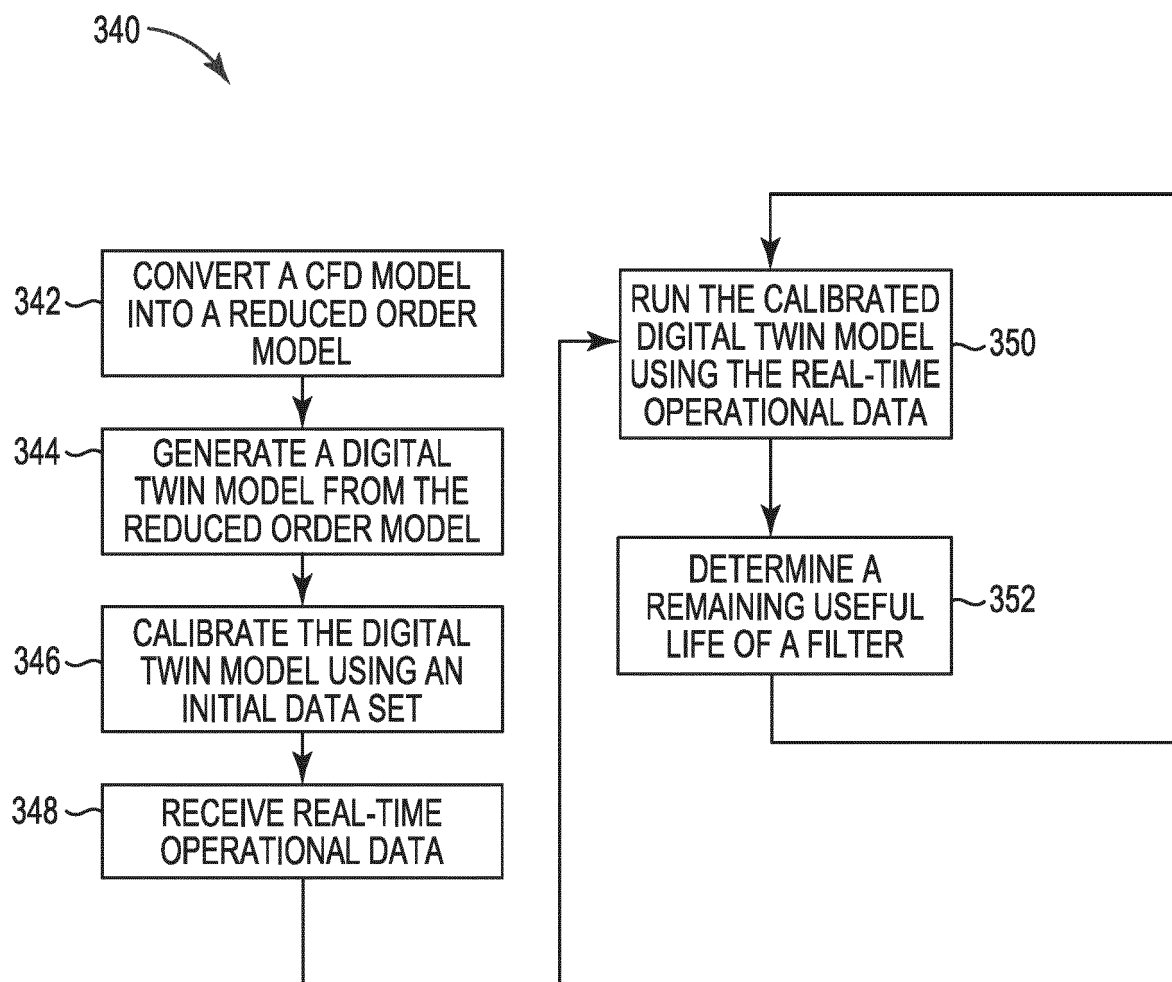 340
342
CONVERT A CFD MODEL
INTO A REDUCED ORDER
MODEL
344
GENERATE A DIGITAL
TWIN MODEL FROM THE
REDUCED ORDER MODEL
346
CALIBRATE THE DIGITAL
TWIN MODEL USING AN
INITIAL DATA SET
348
RECEIVE REAL-TIME
OPERATIONAL DATA
RUN THE CALIBRATED
DIGITAL TWIN MODEL
USING THE REAL-TIME
OPERATIONAL DATA
350
DETERMINE A
REMAINING USEFUL
LIFE OF A FILTER
352